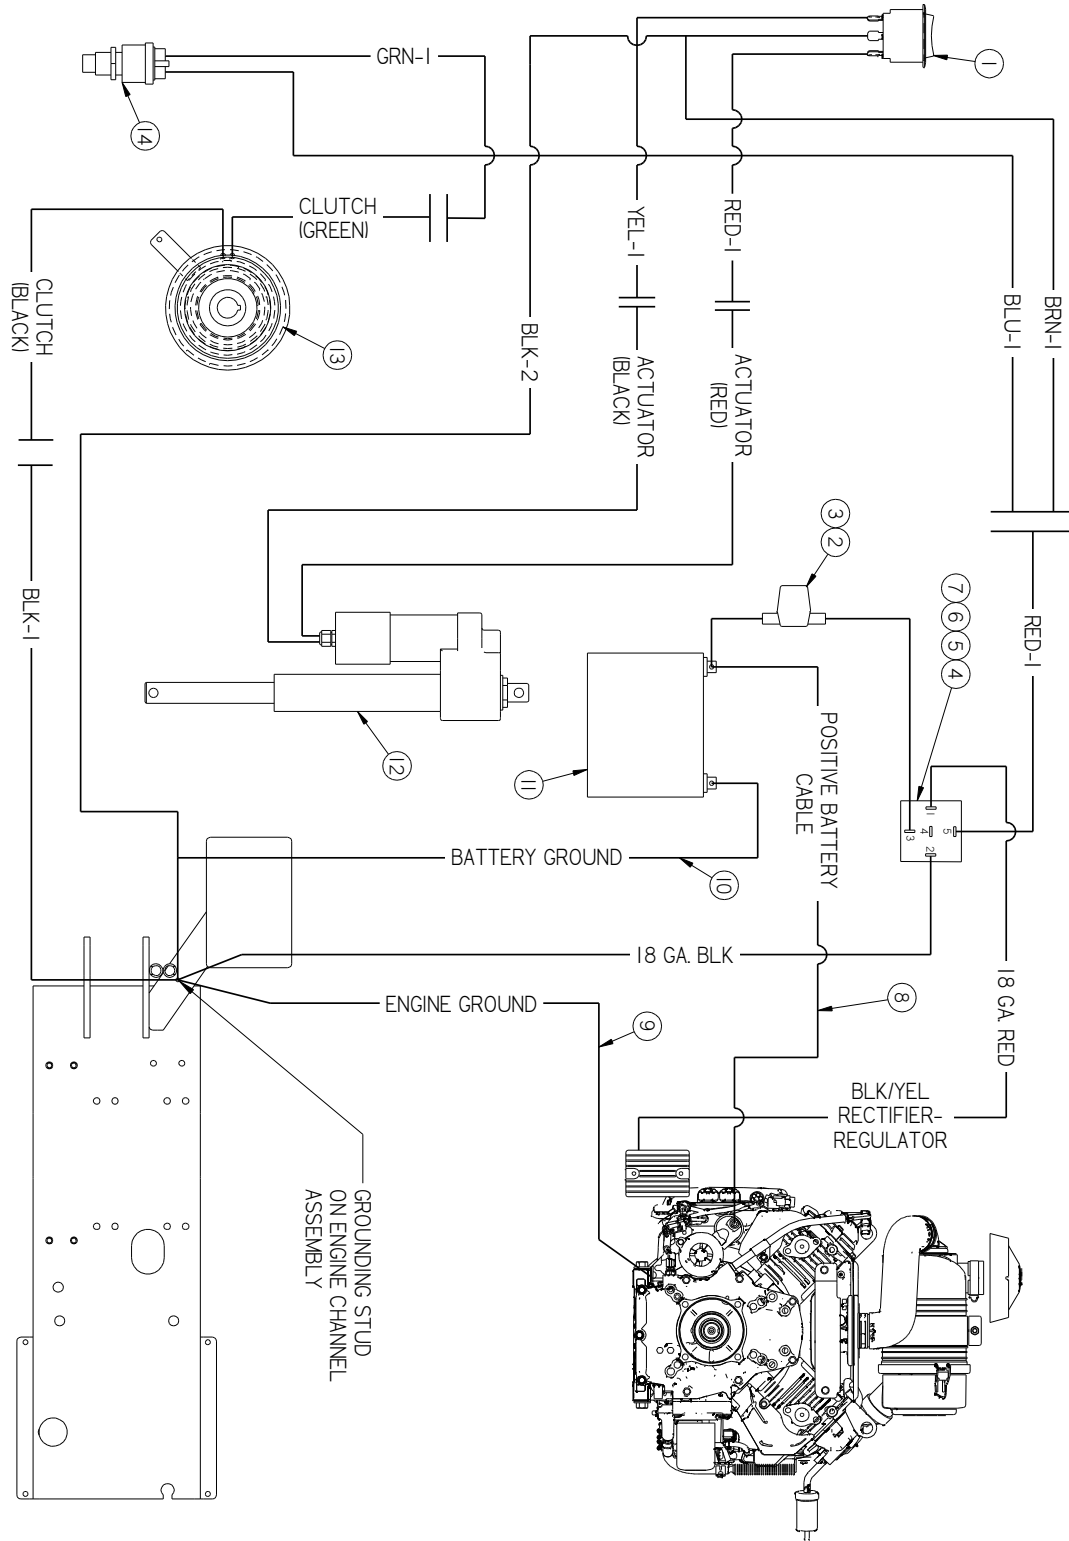 1
GRN-1
14
CLUTCH
(GREEN)
YEL-1
RED-1
BLU-1
BRN-1
CLUTCH
(BLACK)
13
BLK-2
ACTUATOR
(BLACK)
ACTUATOR
(RED)
3
2
7
6
5
4
RED-1
BLK-1
12
11
POSITIVE BATTERY
CABLE
1
5
4
3
2
BATTERY GROUND
10
18 GA. BLK
ENGINE GROUND
8
9
18 GA. RED
BLK/YEL
RECTIFIER-
REGULATOR
GROUNDING STUD
ON ENGINE CHANNEL
ASSEMBLY